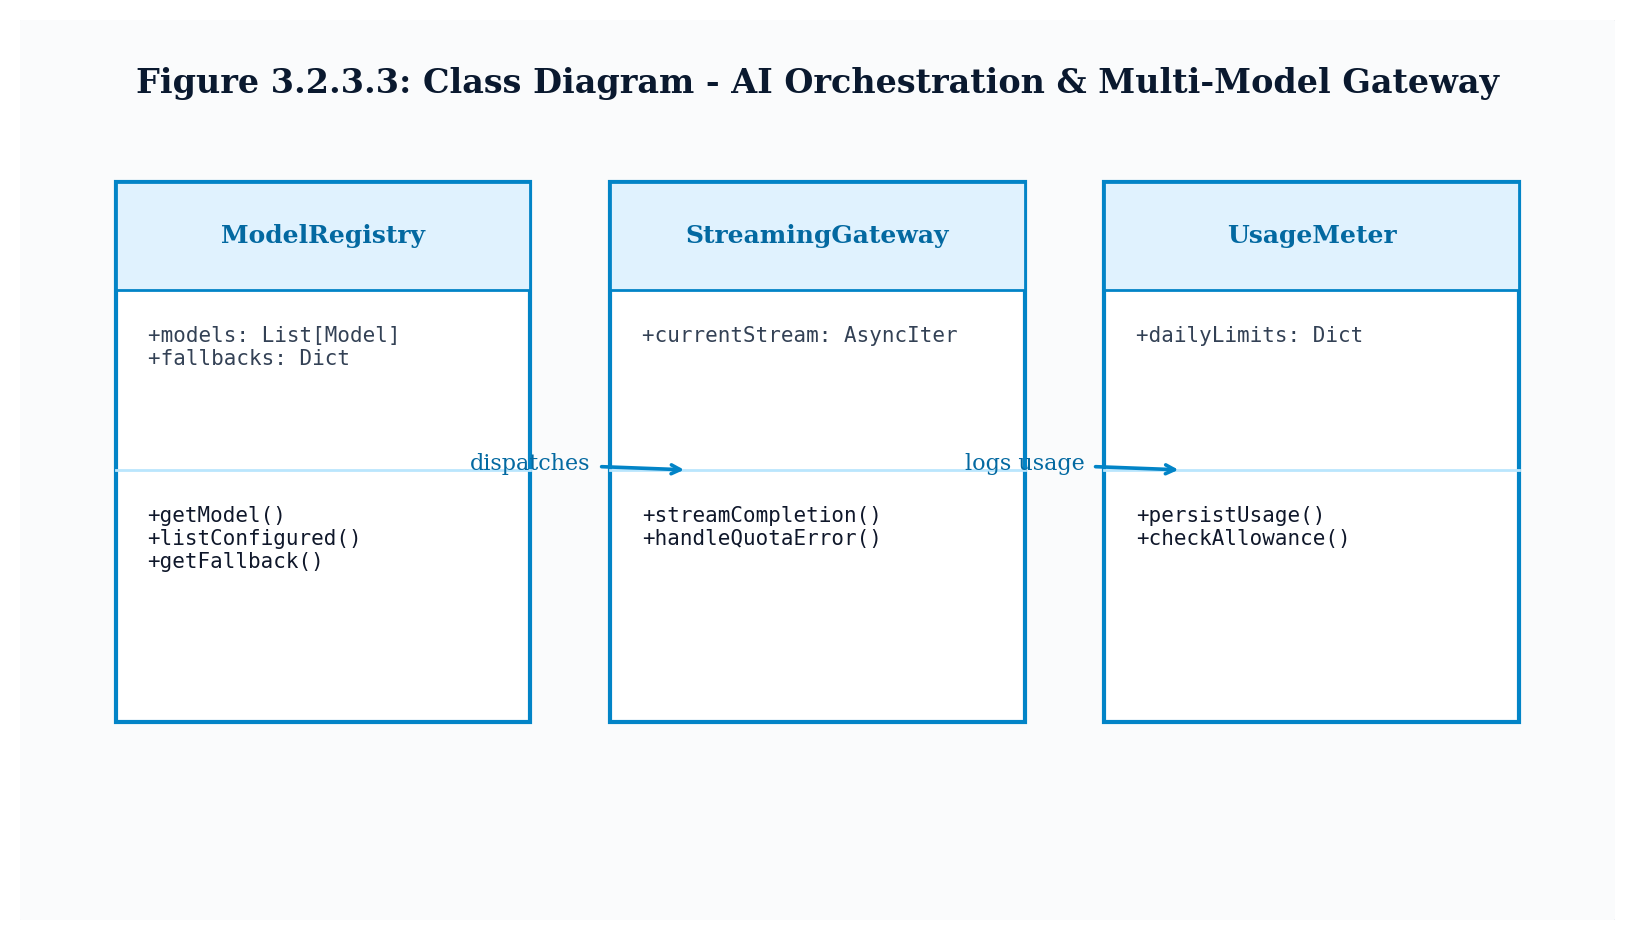 Figure 3.2.3.3: Class Diagram - AI Orchestration & Multi-Model Gateway
ModelRegistry
+models: List[Model]
+fallbacks: Dict
+getModel()
+listConfigured()
+getFallback()
dispatches
StreamingGateway
+currentStream: AsyncIter
+streamCompletion()
+handleQuotaError()
logs usage
UsageMeter
+dailyLimits: Dict
+persistUsage()
+checkAllowance()